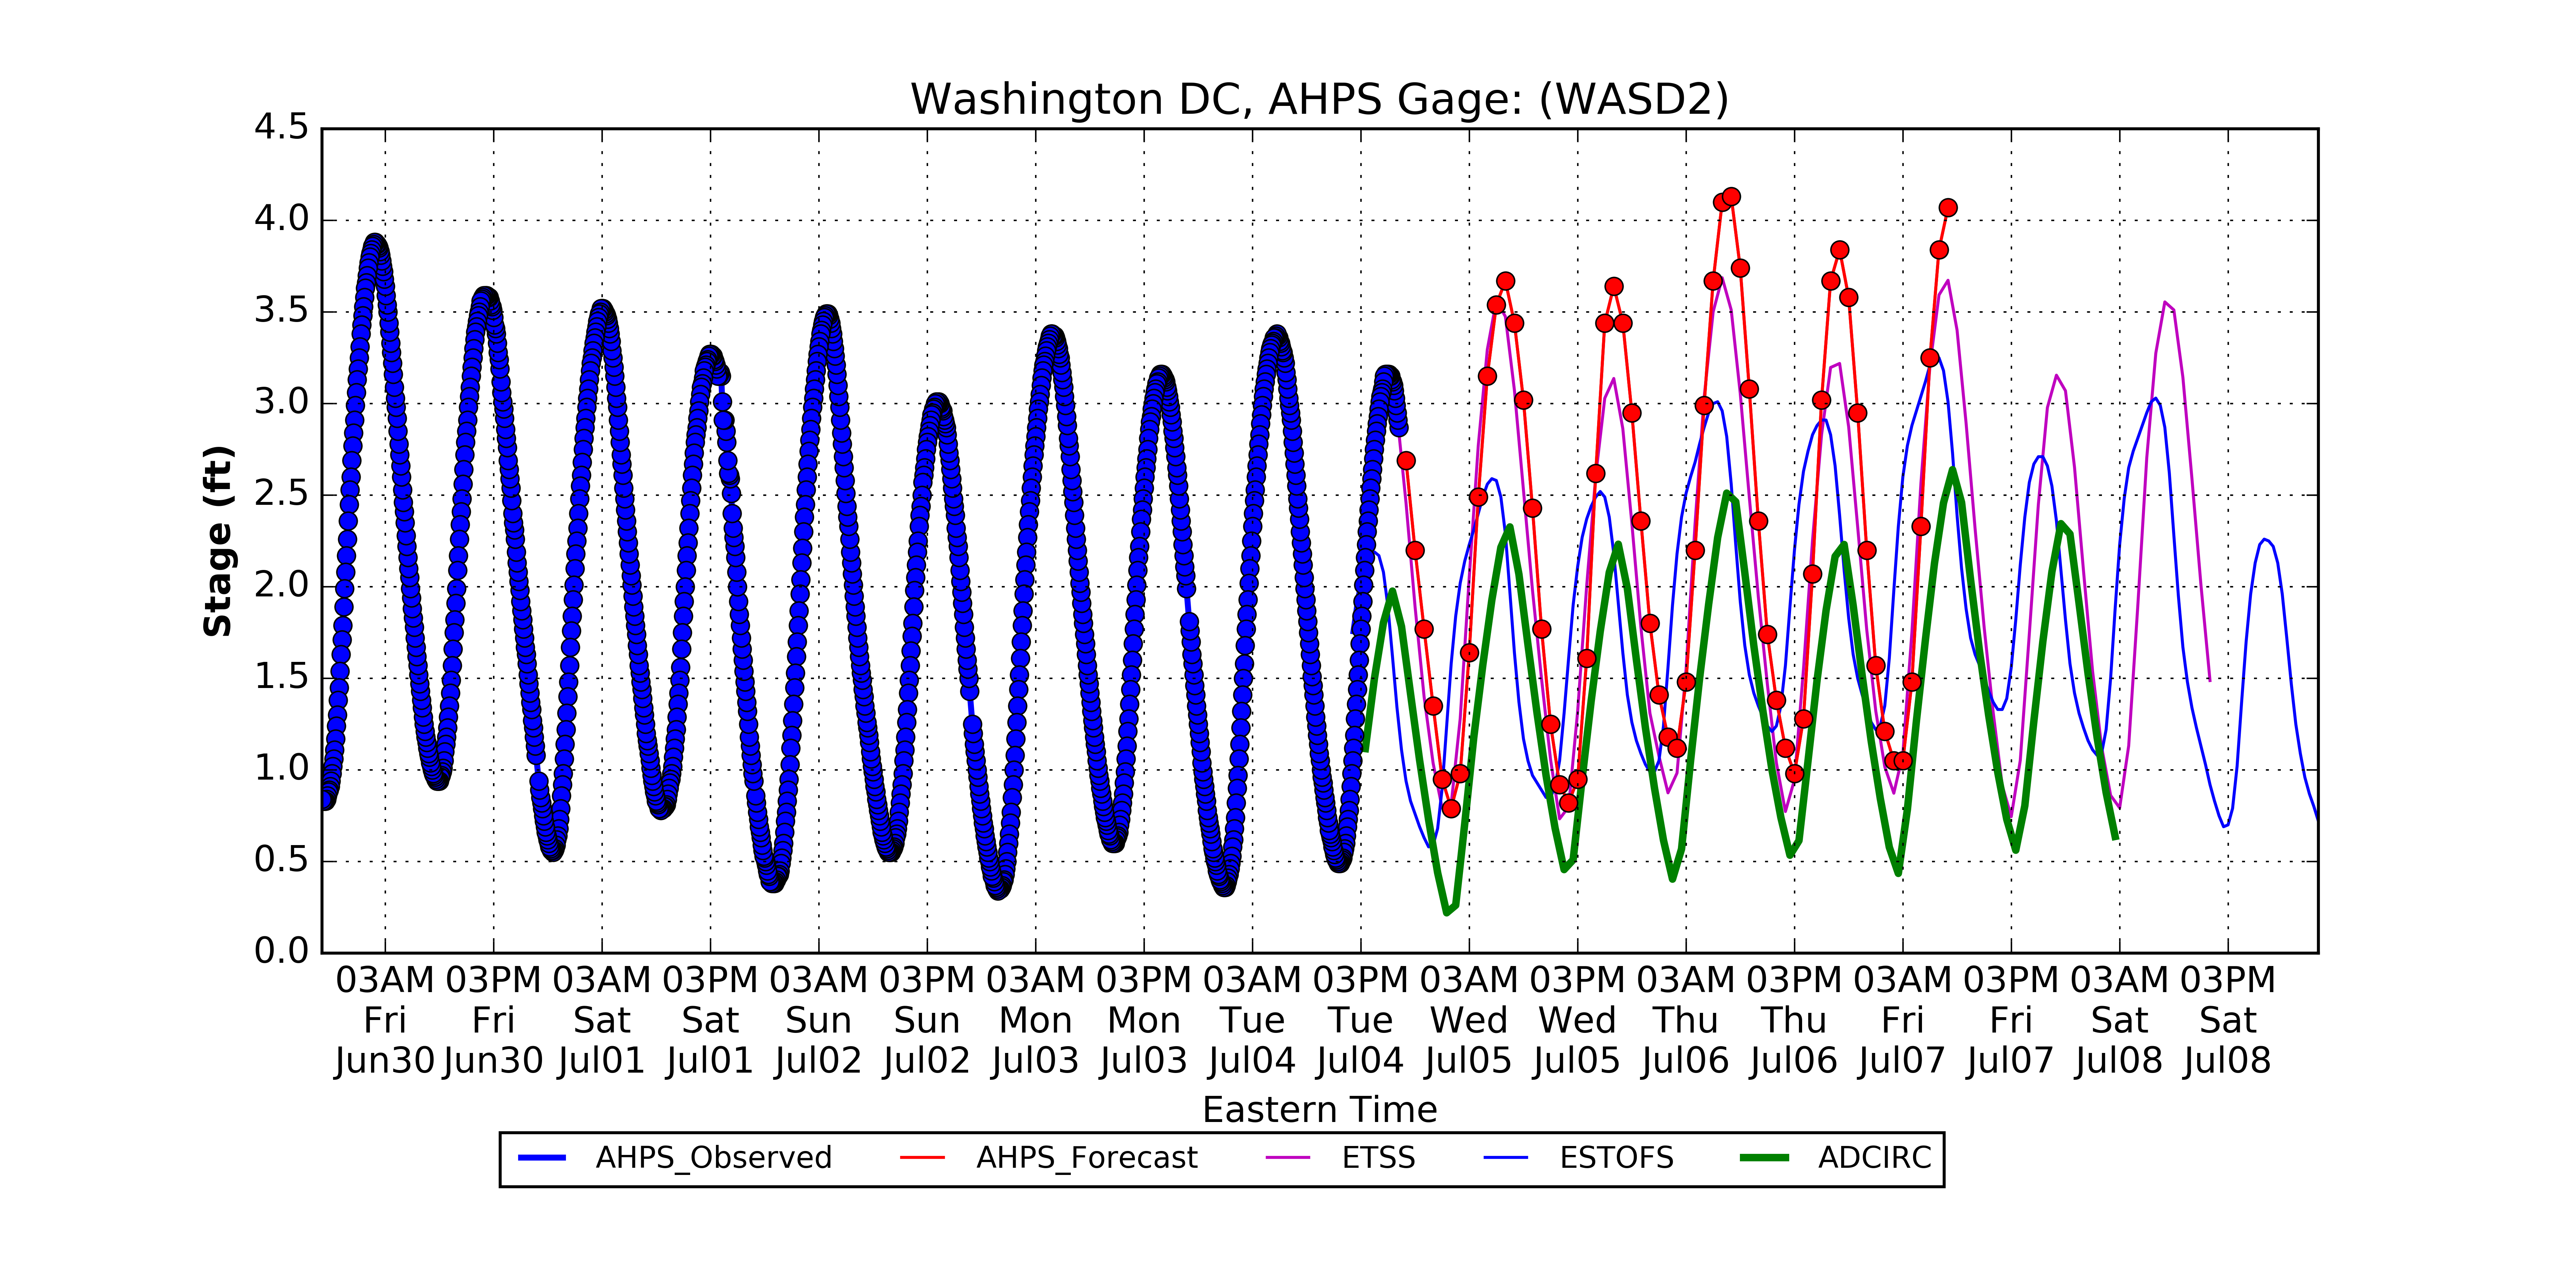 Washington DC, AHPS Gage: (WASD2)
4.5
4.0
3.5
3.0
2.5
2.0
1.5
1.0
0.5
0.0
Stage (ft)
03AM 03PM 03AM 03PM 03AM 03PM 03AM 03PM 03AM 03PM 03AM 03PM 03AM 03PM 03AM 03PM 03AM 03PM
Fri Fri Sat Sat Sun Sun Mon Mon Tue Tue Wed Wed Thu Thu Fri Fri Sat Sat
Jun30 Jun30 Jul01 Jul01 Jul02 Jul02 Jul03 Jul03 Jul04 Jul04 Jul05 Jul05 Jul06 Jul06 Jul07 Jul07 Jul08 Jul08
Eastern Time
AHPS_Observed AHPS_Forecast ETSS ESTOFS ADCIRC